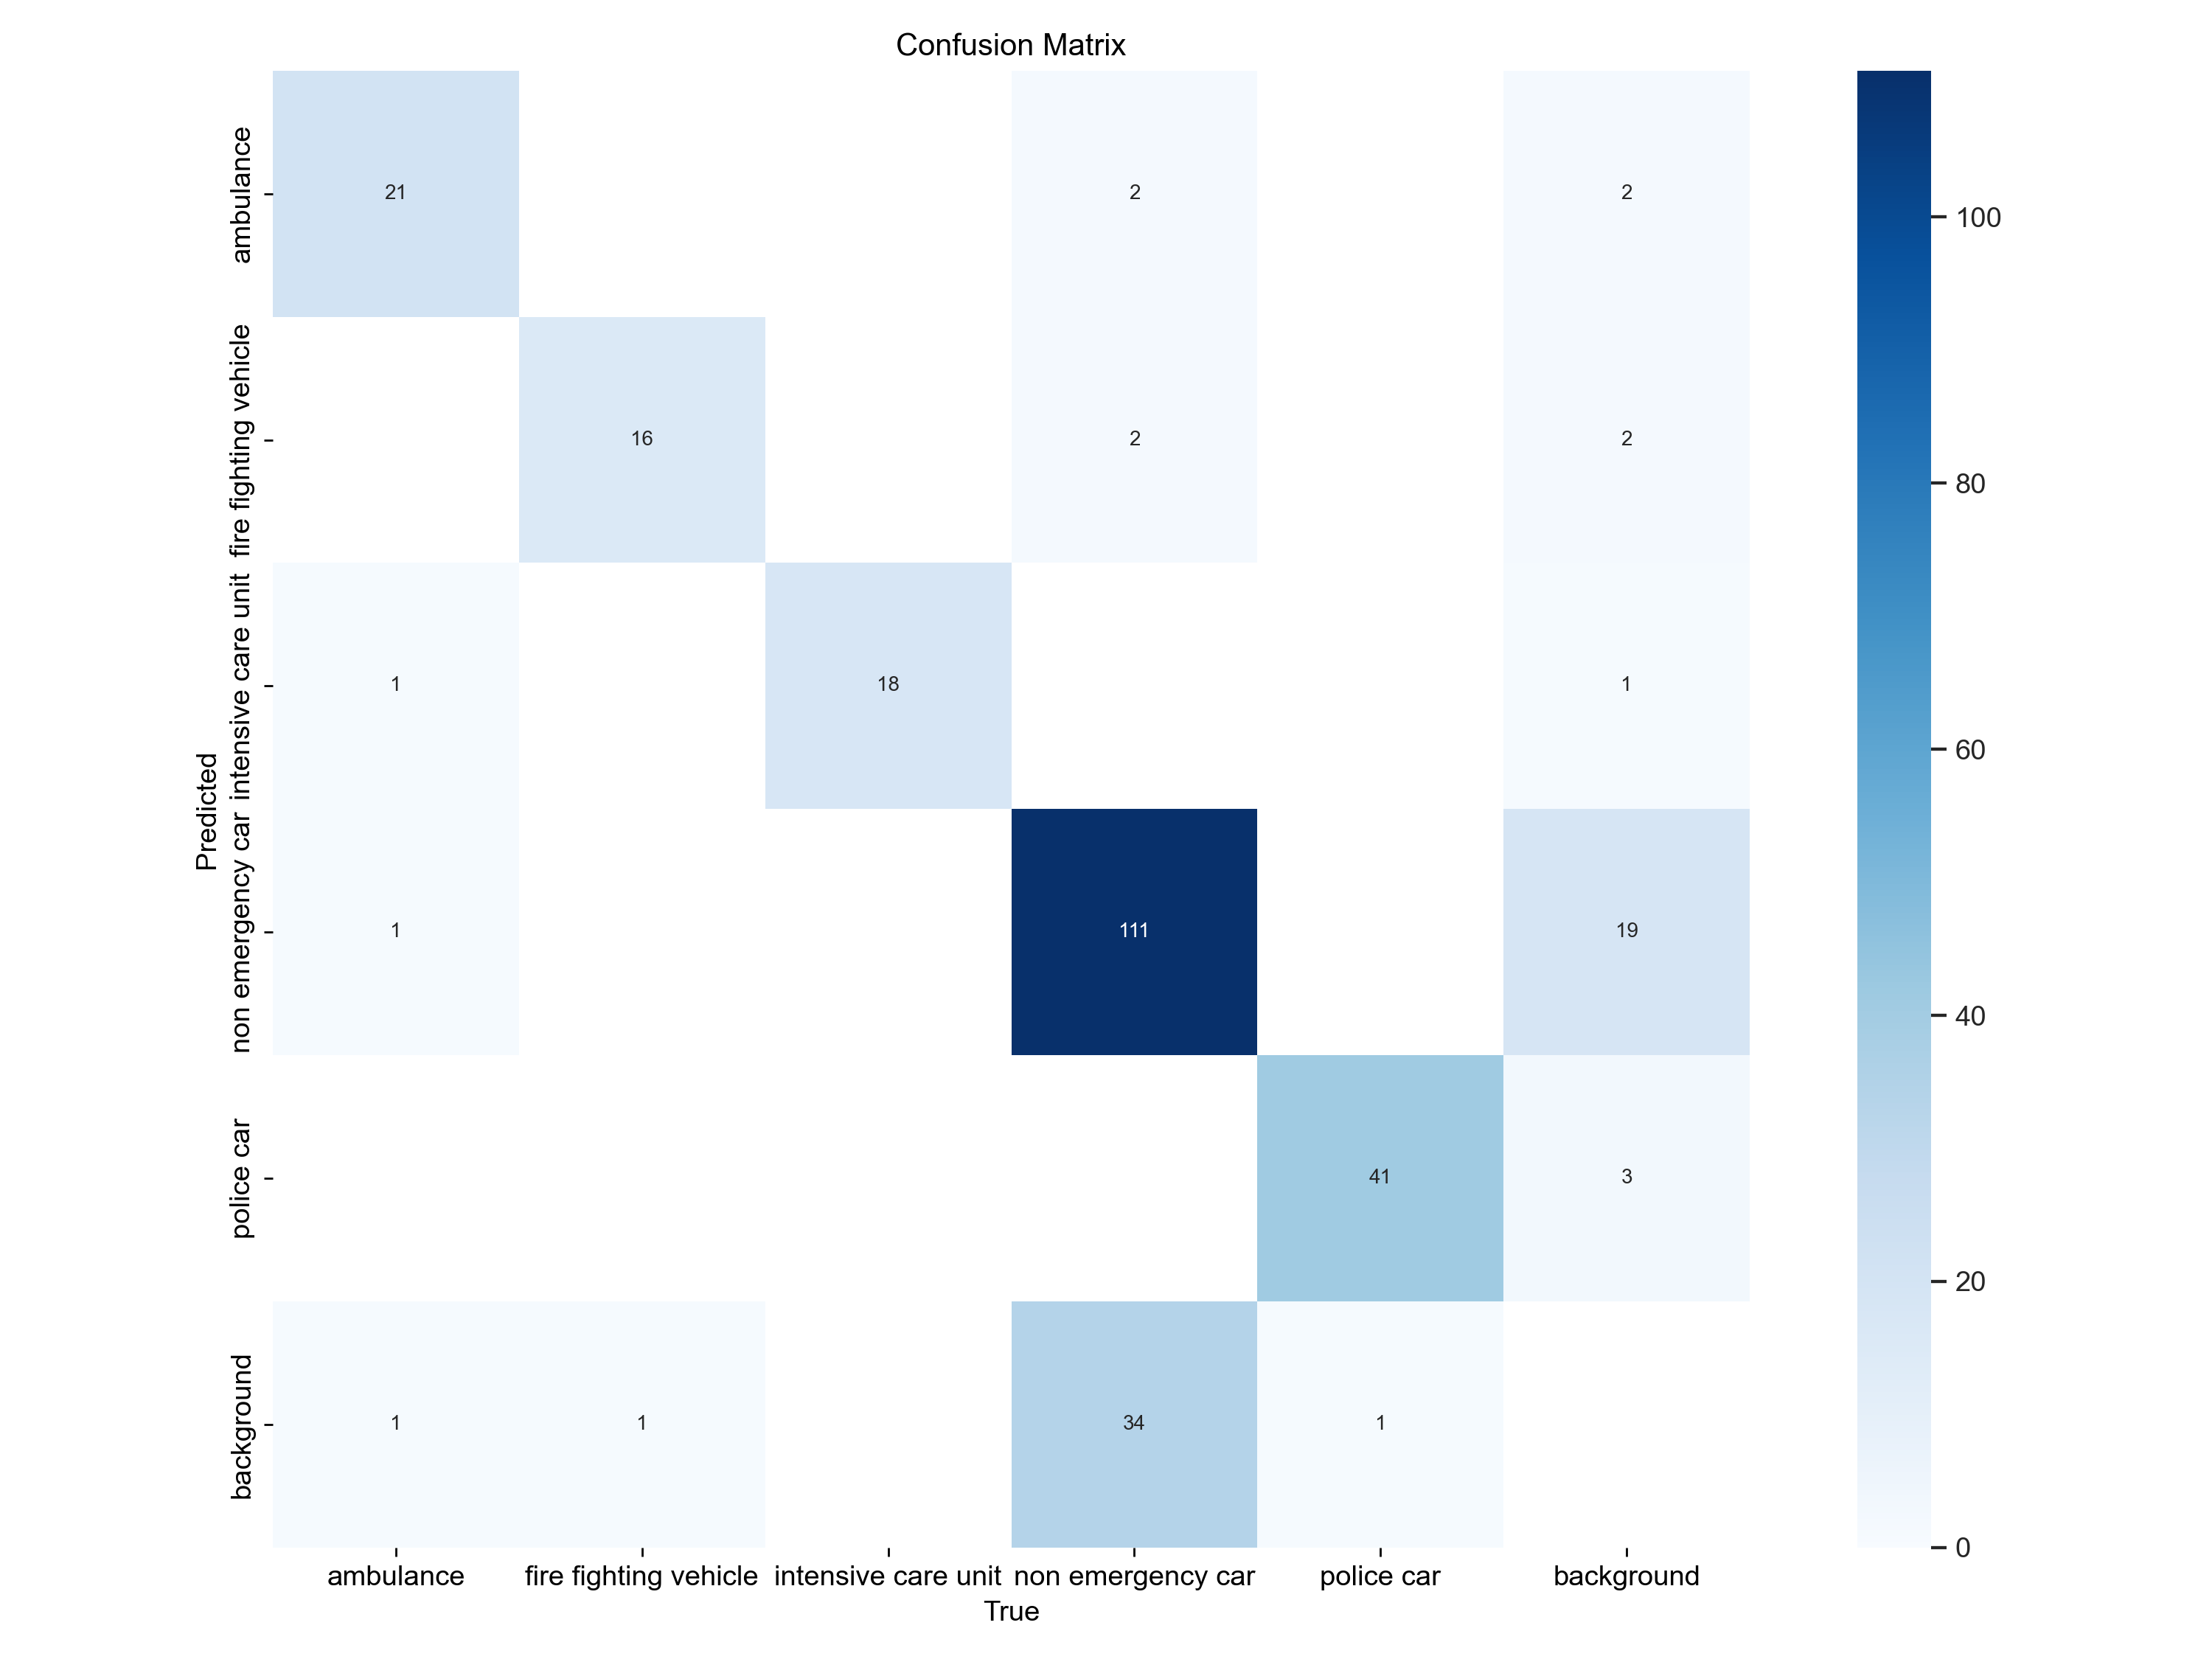 Confusion Matrix
ambulance
21
2
2
fire fighting vehicle
16
2
2
intensive care unit
1
18
1
non emergency car
1
111
19
police car
41
3
background
1
1
34
1
Predicted
ambulance fire fighting vehicle intensive care unit non emergency car police car background
True
100
80
60
40
20
0